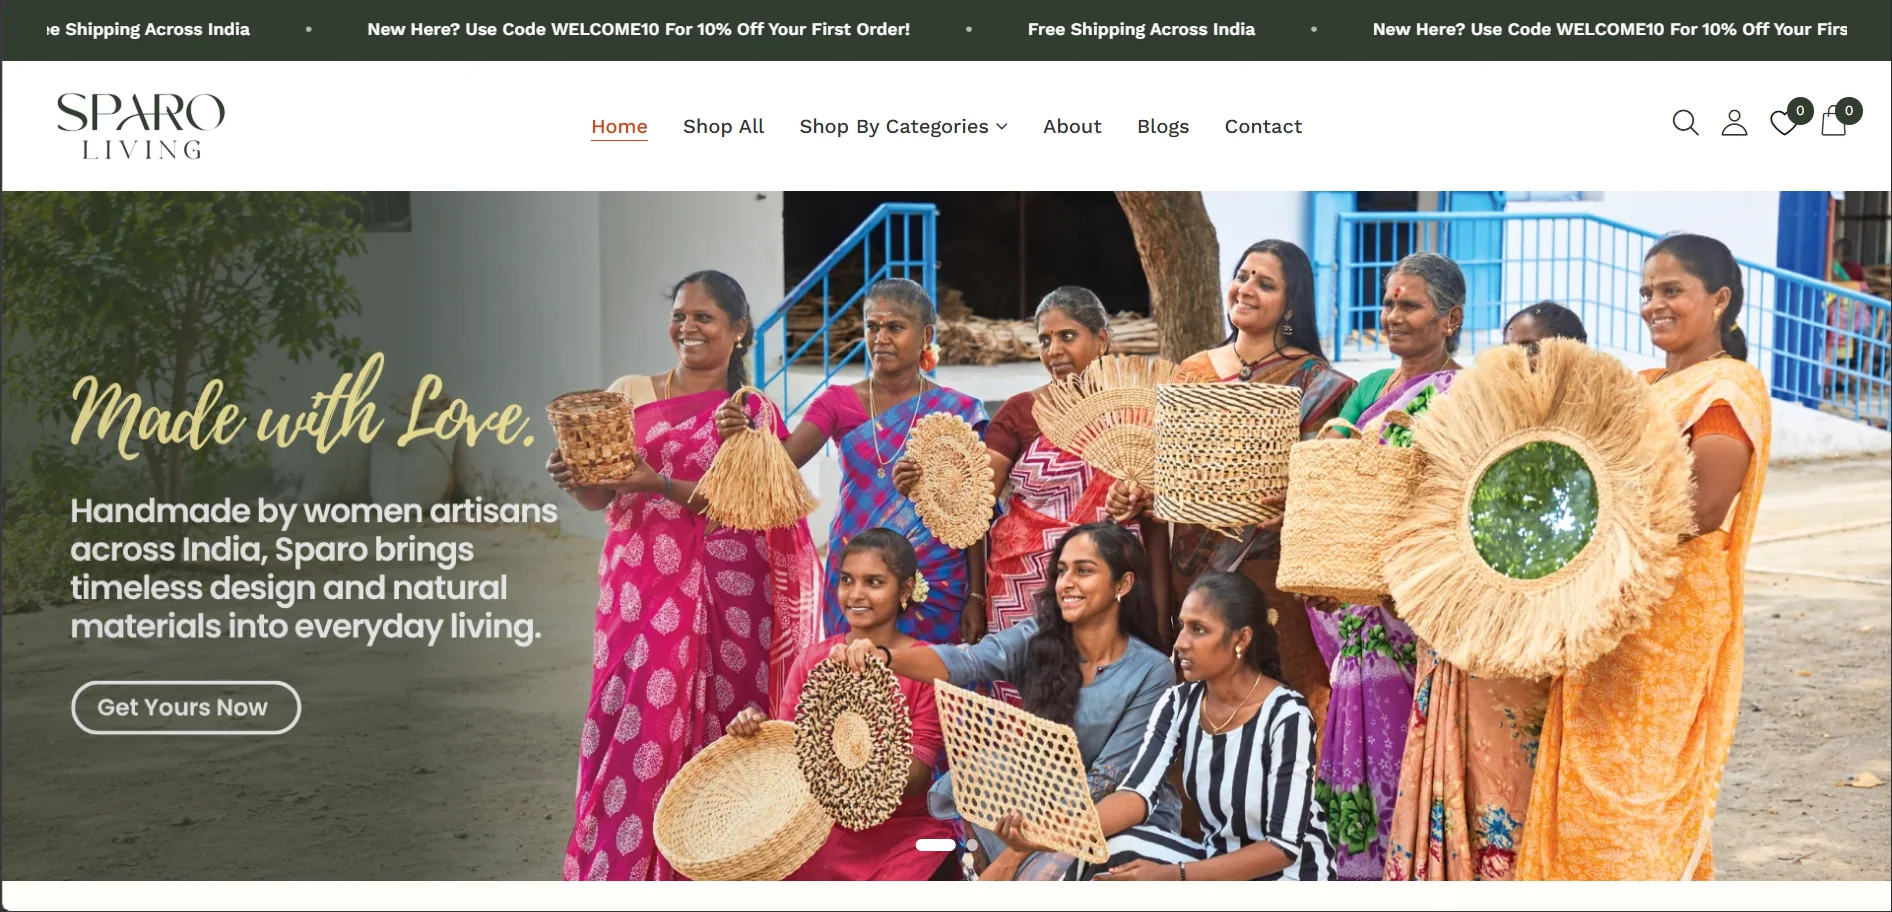 e Shipping Across India • New Here? Use Code WELCOME10 For 10% Off Your First Order! • Free Shipping Across India • New Here? Use Code WELCOME10 For 10% Off Your Firs
SPARO
LIVING
Home Shop All Shop By Categories About Blogs Contact
0 0
Made with Love.
Handmade by women artisans
across India, Sparo brings
timeless design and natural
materials into everyday living.
Get Yours Now